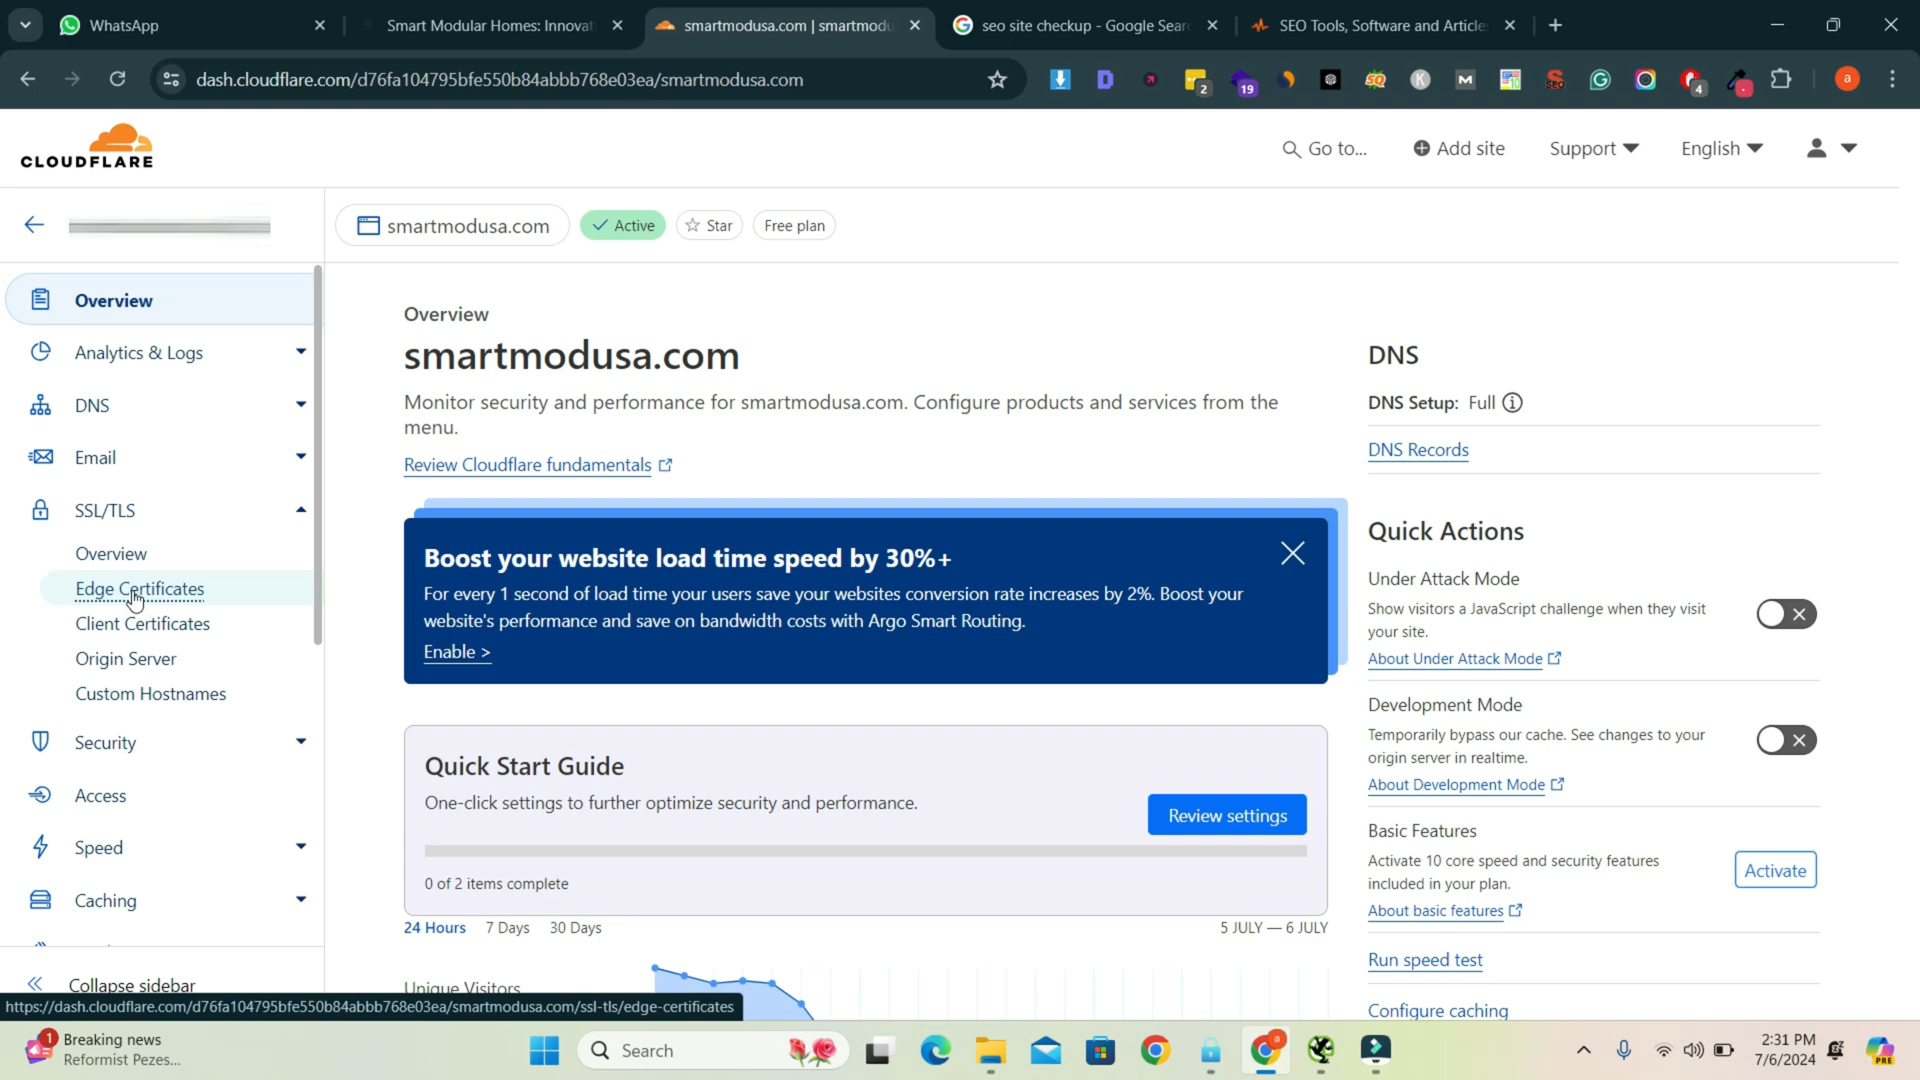 WhatsApp
Smart Modular Homes: Innovat
smartmodusa.com | smartmodu
seo site checkup - Google Sear
SEO Tools, Software and Article
dash.cloudflare.com/d76fa104795bfe550b84abbb768e03ea/smartmodusa.com
2
19
4
a
CLOUDFLARE
Go to...
Add site
Support
English
smartmodusa.com
Active
Star
Free plan
Overview
Analytics & Logs
DNS
Email
SSL/TLS
Overview
Edge Certificates
Client Certificates
Origin Server
Custom Hostnames
Security
Access
Speed
Caching
Collapse sidebar
Overview
smartmodusa.com
Monitor security and performance for smartmodusa.com. Configure products and services from the
menu.
Review Cloudflare fundamentals
Boost your website load time speed by 30%+
For every 1 second of load time your users save your websites conversion rate increases by 2%. Boost your
website's performance and save on bandwidth costs with Argo Smart Routing.
Enable >
Quick Start Guide
One-click settings to further optimize security and performance.
Review settings
0 of 2 items complete
24 Hours
7 Days
30 Days
5 JULY — 6 JULY
Unique Visitors
DNS
DNS Setup: Full
DNS Records
Quick Actions
Under Attack Mode
Show visitors a JavaScript challenge when they visit
your site.
About Under Attack Mode
Development Mode
Temporarily bypass our cache. See changes to your
origin server in realtime.
About Development Mode
Basic Features
Activate 10 core speed and security features
included in your plan.
Activate
About basic features
Run speed test
Configure caching
https://dash.cloudflare.com/d76fa104795bfe550b84abbb768e03ea/smartmodusa.com/ssl-tls/edge-certificates
1
Breaking news
Reformist Pezes...
Search
a
2:31 PM
7/6/2024
PRE